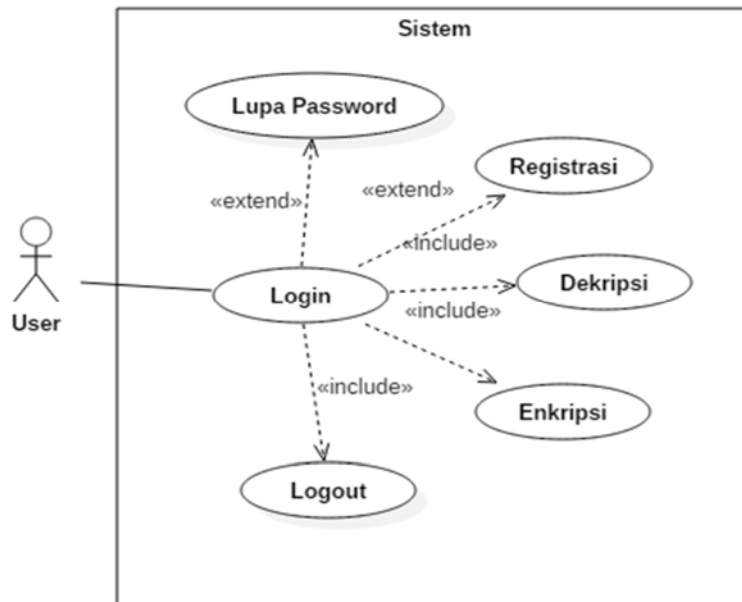 Sistem
Lupa Password
Registrasi
«extend»
«extend»
«include»
Dekripsi
Login
«include»
User
«include»
Enkripsi
Logout